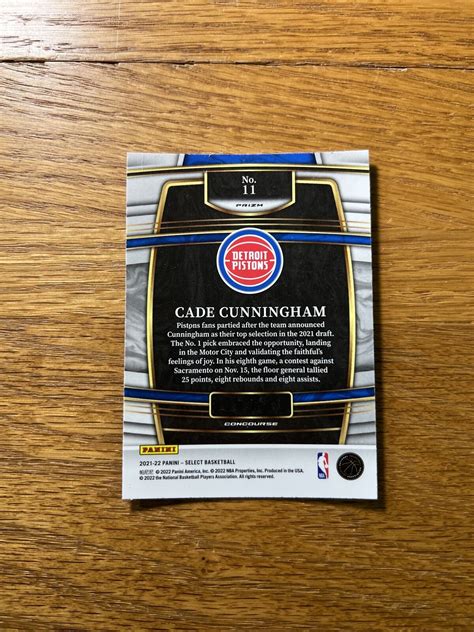 No.
11
PRIZM
DETROIT
PISTONS
CADE CUNNINGHAM
Pistons fans partied after the team announced
Cunningham as their top selection in the 2021 draft.
The No. 1 pick embraced the opportunity, landing
in the Motor City and validating the faithful's
feelings of joy. In his eighth game, a contest against
Sacramento on Nov. 15, the floor general tallied
25 points, eight rebounds and eight assists.
CONCOURSE
PANINI
2021-22 PANINI – SELECT BASKETBALL
© 2022 Panini America, Inc. © 2022 NBA Properties, Inc. Produced in the USA.
© 2022 the National Basketball Players Association. All rights reserved.